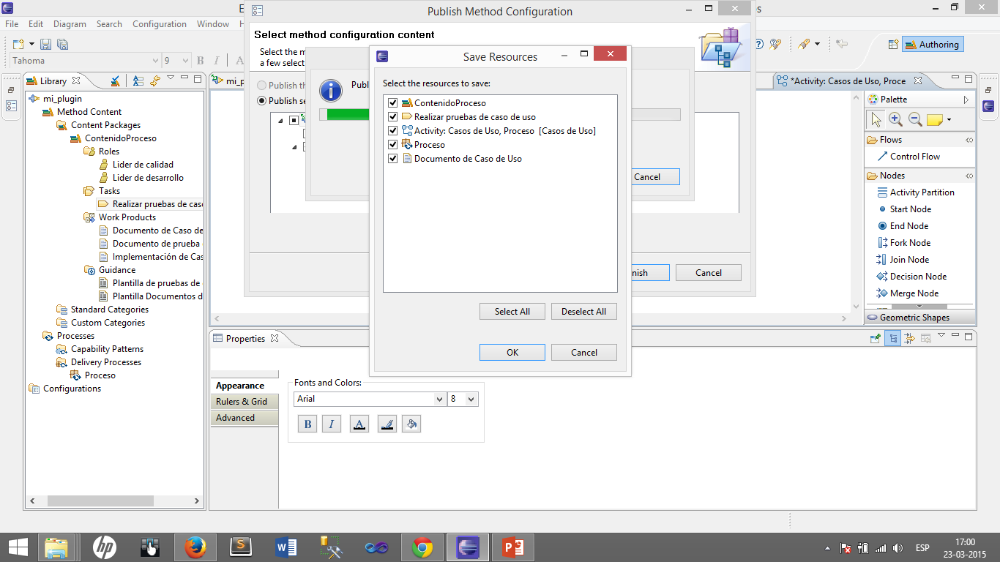 E
Publish Method Configuration
s
File Edit Diagram Search Configuration Window H
Select method configuration content
Select the m
a few select
Tahoma
9
B I A
Authoring
Save Resources
Library
mi_p
*Activity: Casos de Uso, Proce
Publish th
Publish se
Publ
Select the resources to save:
ContenidoProceso
Realizar pruebas de caso de uso
Activity: Casos de Uso, Proceso [Casos de Uso]
Proceso
Documento de Caso de Uso
Cancel
nish
Cancel
Select All
Deselect All
OK
Cancel
mi_plugin
Method Content
Content Packages
ContenidoProceso
Roles
Lider de calidad
Lider de desarrollo
Tasks
Realizar pruebas de caso
Work Products
Documento de Caso de
Documento de prueba
Implementación de Cas
Guidance
Plantilla de pruebas de
Plantilla Documentos d
Standard Categories
Custom Categories
Processes
Capability Patterns
Delivery Processes
Proceso
Configurations
Palette
Flows
Control Flow
Nodes
Activity Partition
Start Node
End Node
Fork Node
Join Node
Decision Node
Merge Node
Geometric Shapes
Properties
Appearance
Rulers & Grid
Advanced
Fonts and Colors:
Arial
8
B I A
ESP
17:00
23-03-2015